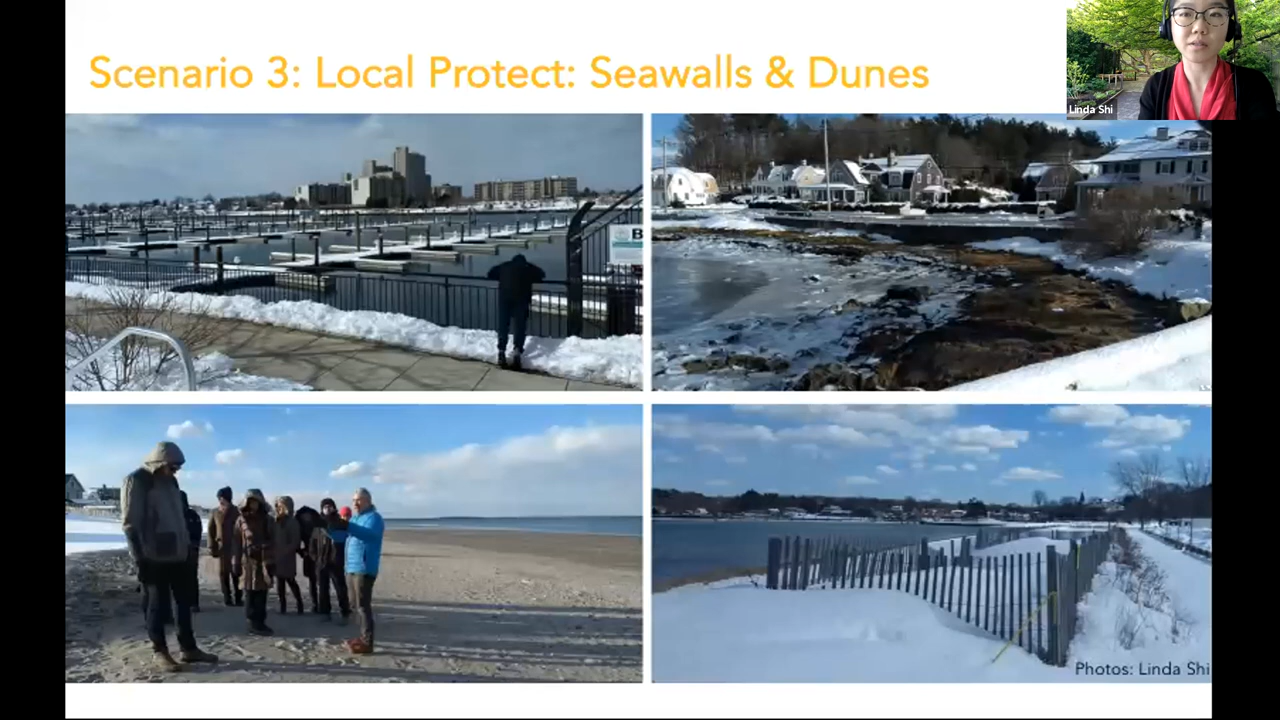 Scenario 3: Local Protect: Seawalls & Dunes
Linda Shi
B
Photos: Linda Shi